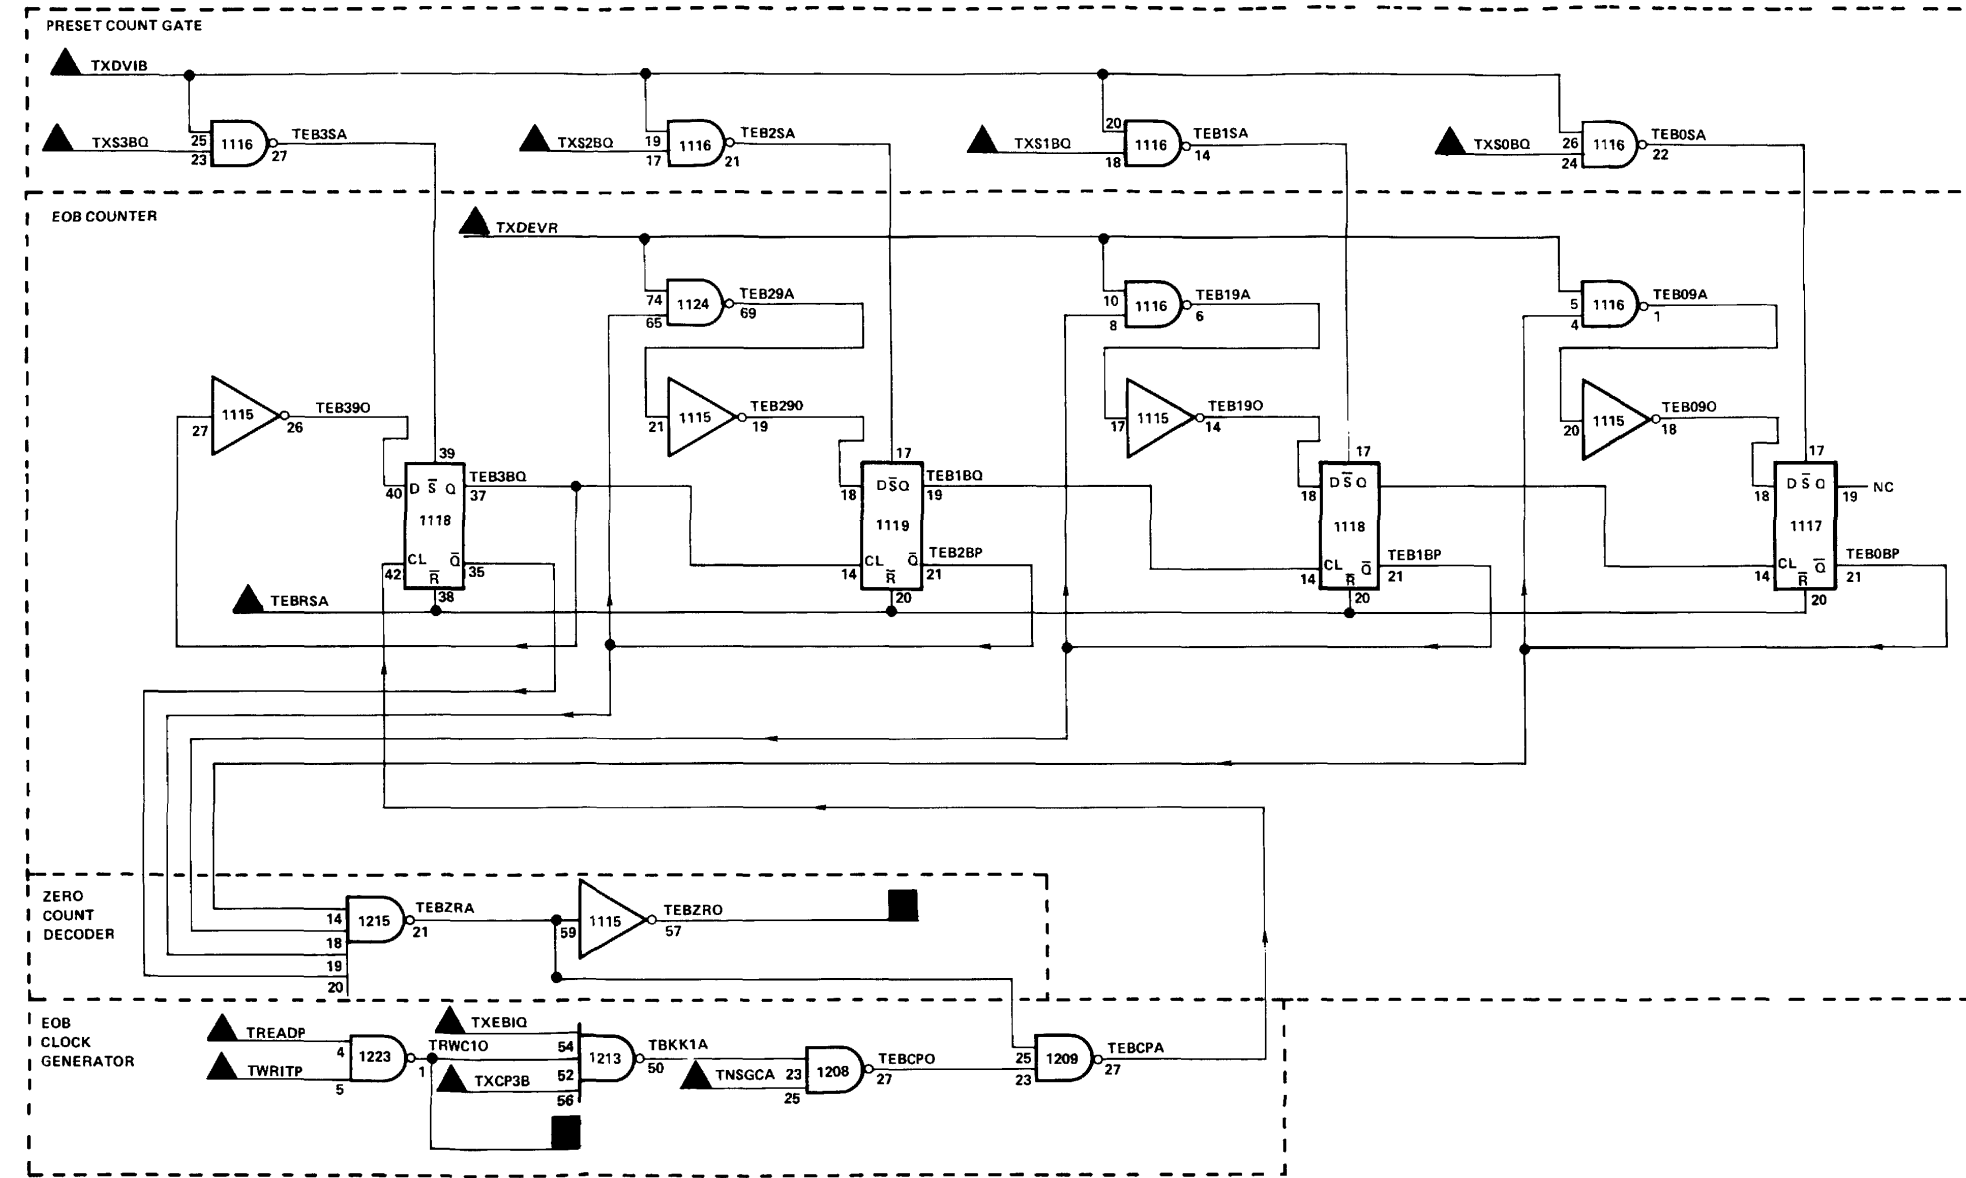 PRESET COUNT GATE
TXDVIB
TXS3BQ
25
23
1116
TEB3SA
27
TXS2BQ
19
17
1116
TEB2SA
21
TXS1BQ
20
18
1116
TEB1SA
14
TXS0BQ
26
24
1116
TEB0SA
22
EOB COUNTER
TXDEVR
74
65
1124
TEB29A
69
10
8
1116
TEB19A
6
5
4
1116
TEB09A
1
27
1115
TEB39O
26
21
1115
TEB29O
19
17
1115
TEB19O
14
20
1115
TEB09O
18
39
40
D S̅ Q
TEB3BQ
37
1118
CL Q̅
42
35
R̅
38
17
18
D S̅ Q
TEB1BQ
19
1119
CL Q̅
TEB2BP
14
21
R̅
20
17
18
D S̅ Q
1118
CL Q̅
TEB1BP
14
21
R̅
20
17
18
D S̅ Q
19
NC
1117
CL Q̅
TEB0BP
14
21
R̅
20
TEBRSA
ZERO
COUNT
DECODER
14
18
19
20
1215
TEBZRA
21
59
1115
TEBZRO
57
EOB
CLOCK
GENERATOR
TREADP
4
TWRITP
5
1223
TRWC1O
1
TXEBIQ
54
52
TXCP3B
56
1213
TBKK1A
50
TNSGCA
23
25
1208
TEBCPO
27
25
23
1209
TEBCPA
27